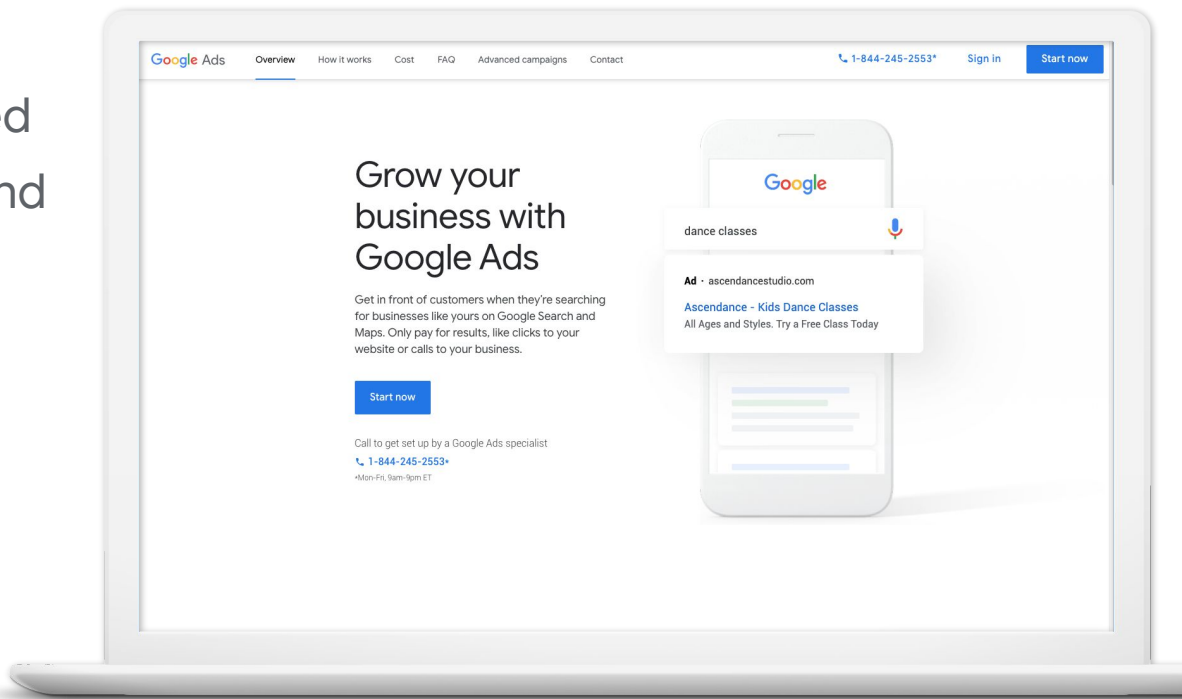 ed
nd
Google Ads Overview How it works Cost FAQ Advanced campaigns Contact 1-844-245-2553* Sign in Start now
Grow your
business with
Google Ads
Get in front of customers when they're searching
for businesses like yours on Google Search and
Maps. Only pay for results, like clicks to your
website or calls to your business.
Start now
Call to get set up by a Google Ads specialist
1-844-245-2553*
*Mon-Fri, 9am-9pm ET
Google
dance classes
Ad · ascendancestudio.com
Ascendance - Kids Dance Classes
All Ages and Styles. Try a Free Class Today